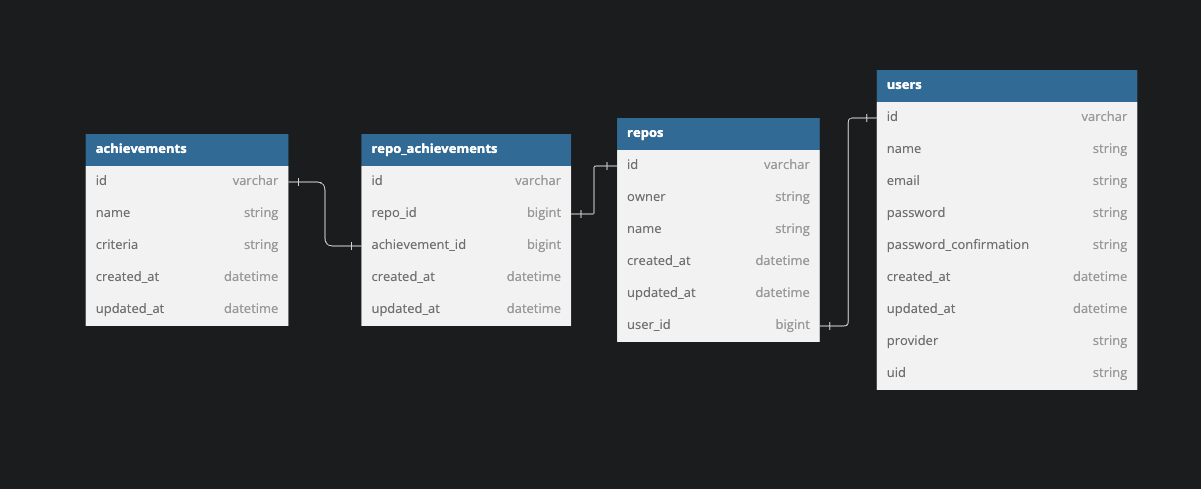 achievements
id varchar
name string
criteria string
created_at datetime
updated_at datetime
repo_achievements
id varchar
repo_id bigint
achievement_id bigint
created_at datetime
updated_at datetime
repos
id varchar
owner string
name string
created_at datetime
updated_at datetime
user_id bigint
users
id varchar
name string
email string
password string
password_confirmation string
created_at datetime
updated_at datetime
provider string
uid string